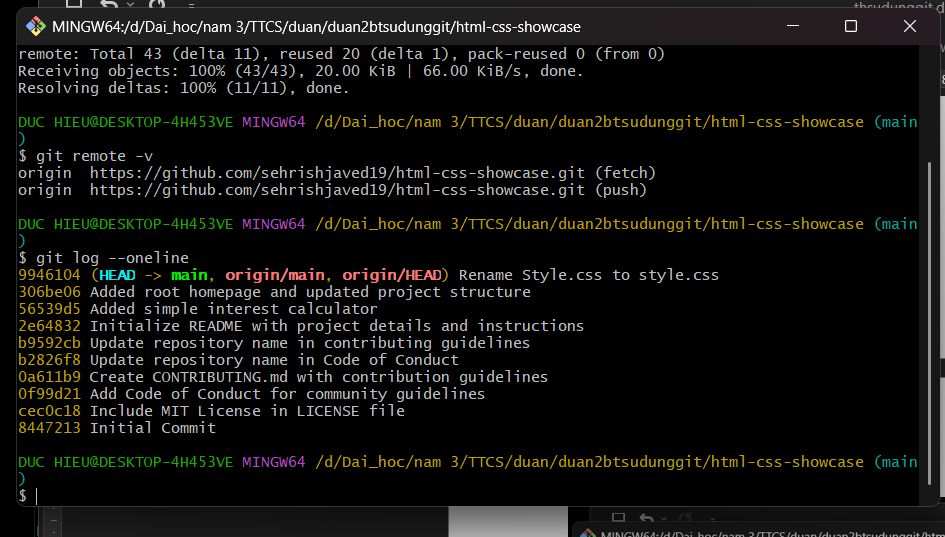 thsudunggit d
MINGW64:/d/Dai_hoc/nam 3/TTCS/duan/duan2btsudunggit/html-css-showcase
remote: Total 43 (delta 11), reused 20 (delta 1), pack-reused 0 (from 0)
Receiving objects: 100% (43/43), 20.00 KiB | 66.00 KiB/s, done.
Resolving deltas: 100% (11/11), done.
DUC HIEU@DESKTOP-4H453VE MINGW64 /d/Dai_hoc/nam 3/TTCS/duan/duan2btsudunggit/html-css-showcase (main
)
$ git remote -v
origin  https://github.com/sehrishjaved19/html-css-showcase.git (fetch)
origin  https://github.com/sehrishjaved19/html-css-showcase.git (push)
DUC HIEU@DESKTOP-4H453VE MINGW64 /d/Dai_hoc/nam 3/TTCS/duan/duan2btsudunggit/html-css-showcase (main
)
$ git log --oneline
9946104 (HEAD -> main, origin/main, origin/HEAD) Rename Style.css to style.css
306be06 Added root homepage and updated project structure
56539d5 Added simple interest calculator
2e64832 Initialize README with project details and instructions
b9592cb Update repository name in contributing guidelines
b2826f8 Update repository name in Code of Conduct
0a611b9 Create CONTRIBUTING.md with contribution guidelines
0f99d21 Add Code of Conduct for community guidelines
cec0c18 Include MIT License in LICENSE file
8447213 Initial Commit
DUC HIEU@DESKTOP-4H453VE MINGW64 /d/Dai_hoc/nam 3/TTCS/duan/duan2btsudunggit/html-css-showcase (main
)
$
MINGW64:/d/Dai_hoc/nam 3/TTCS/duan/duan2btsudunggit/html